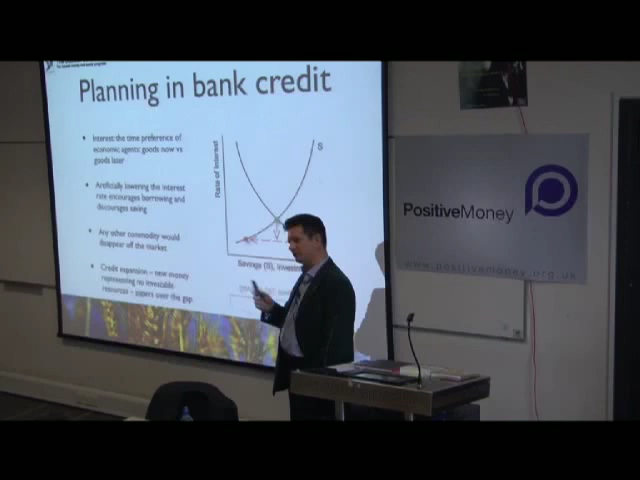 Planning in bank credit
Interest: the time preference of
economic agents: goods now vs
goods later
Artificially lowering the interest
rate encourages borrowing and
discourages saving
Any other commodity would
disappear off the market
Credit expansion – new money
representing no investable
resources – papers over the gap
Rate of Interest
S
Savings (S), Investme
PositiveMoney
www.positivemoney.org.uk